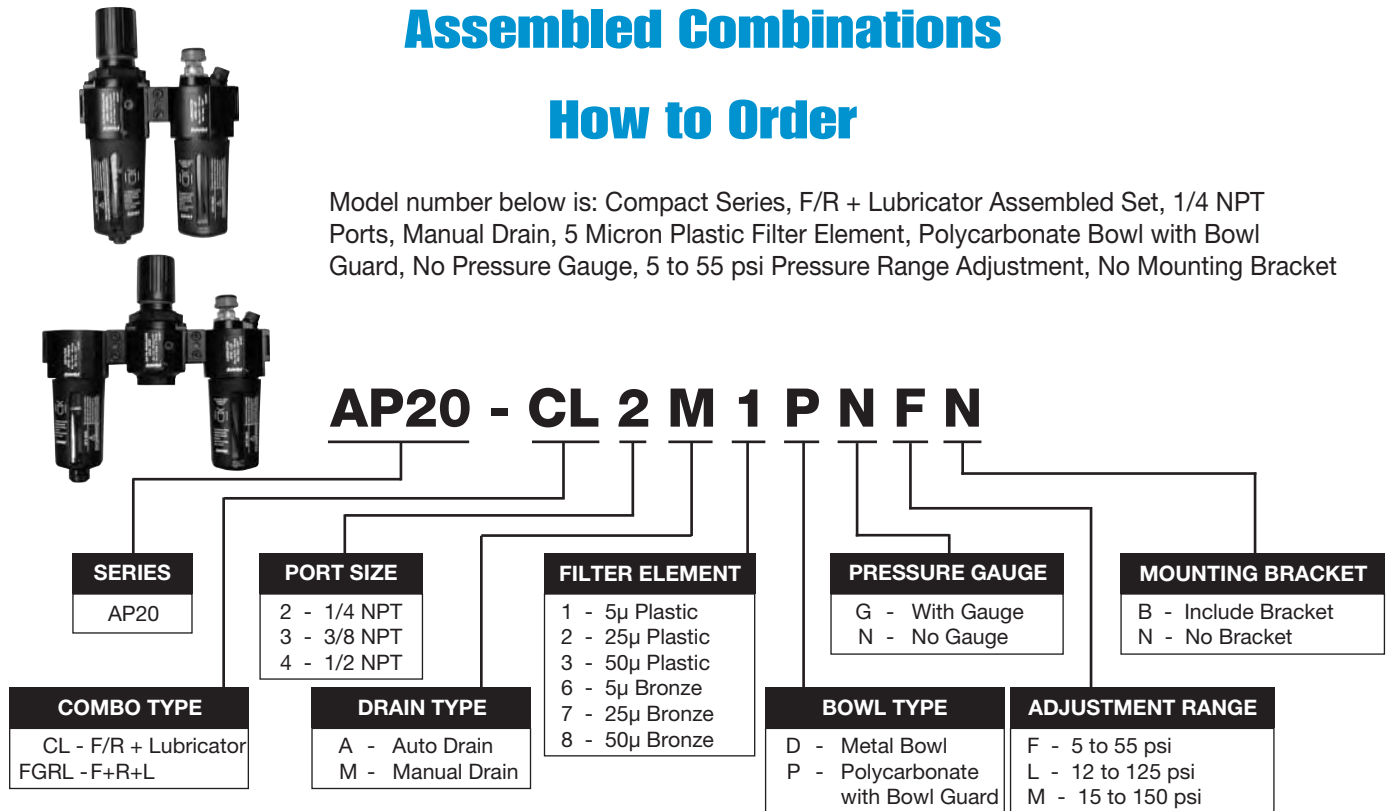 Assembled Combinations
How to Order
Model number below is: Compact Series, F/R + Lubricator Assembled Set, 1/4 NPT
Ports, Manual Drain, 5 Micron Plastic Filter Element, Polycarbonate Bowl with Bowl
Guard, No Pressure Gauge, 5 to 55 psi Pressure Range Adjustment, No Mounting Bracket
AP20 - CL 2 M 1 P N F N
SERIES
AP20
PORT SIZE
2 - 1/4 NPT
3 - 3/8 NPT
4 - 1/2 NPT
FILTER ELEMENT
1 - 5µ Plastic
2 - 25µ Plastic
3 - 50µ Plastic
6 - 5µ Bronze
7 - 25µ Bronze
8 - 50µ Bronze
PRESSURE GAUGE
G - With Gauge
N - No Gauge
MOUNTING BRACKET
B - Include Bracket
N - No Bracket
COMBO TYPE
CL - F/R + Lubricator
FGRL - F+R+L
DRAIN TYPE
A - Auto Drain
M - Manual Drain
BOWL TYPE
D - Metal Bowl
P - Polycarbonate
with Bowl Guard
ADJUSTMENT RANGE
F - 5 to 55 psi
L - 12 to 125 psi
M - 15 to 150 psi